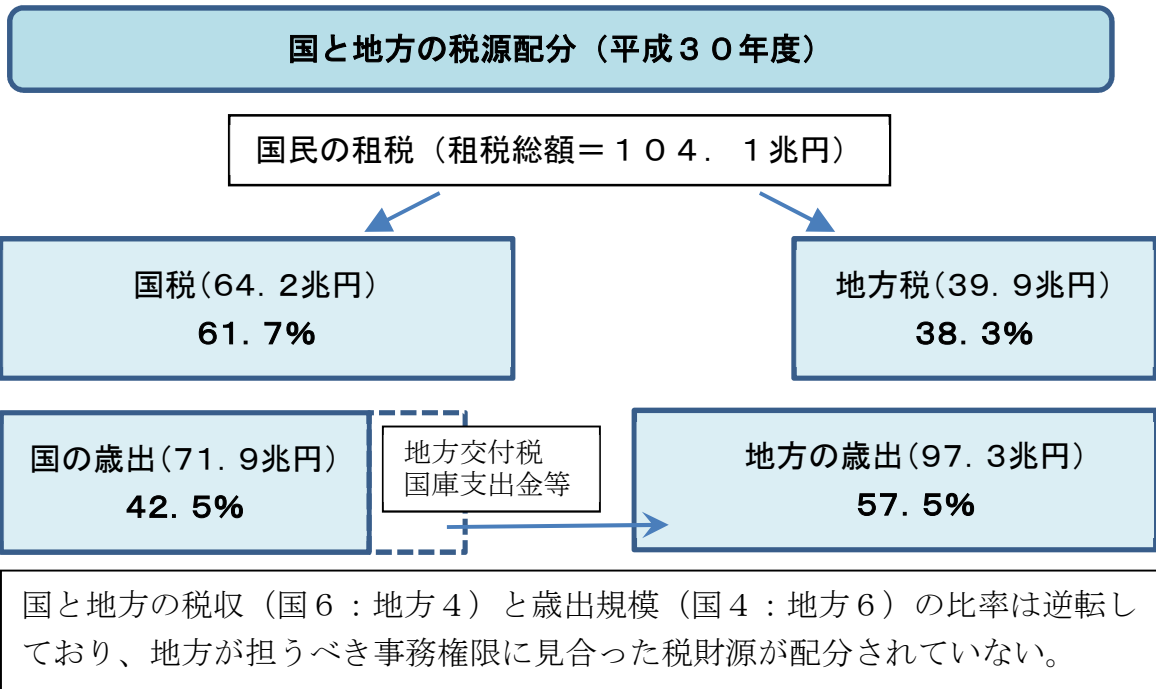 国と地方の税源配分（平成３０年度）
国民の租税（租税総額＝１０４．１兆円）
国税（64．2兆円）
61．7%
地方税（39．9兆円）
38．3%
国の歳出（71．9兆円）
42．5%
地方交付税
国庫支出金等
地方の歳出（97．3兆円）
57．5%
国と地方の税収（国６：地方４）と歳出規模（国４：地方６）の比率は逆転し
ており、地方が担うべき事務権限に見合った税財源が配分されていない。